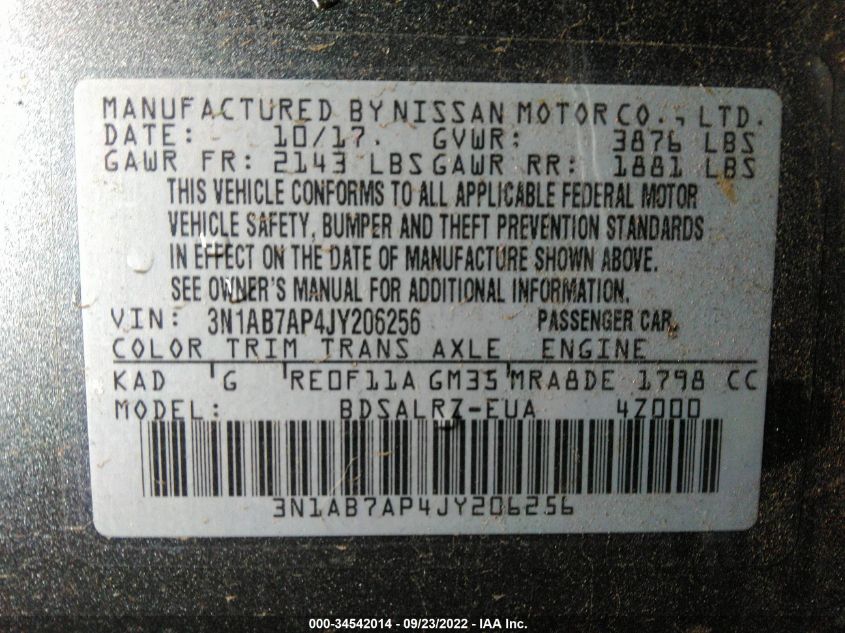 MANUFACTURED BY NISSAN MOTOR CO., LTD.
DATE: 10/17. GVWR: 3876 LBS
GAWR FR: 2143 LBS GAWR RR: 1881 LBS
THIS VEHICLE CONFORMS TO ALL APPLICABLE FEDERAL MOTOR
VEHICLE SAFETY, BUMPER AND THEFT PREVENTION STANDARDS
IN EFFECT ON THE DATE OF MANUFACTURE SHOWN ABOVE.
SEE OWNER'S MANUAL FOR ADDITIONAL INFORMATION.
VIN: 3N1AB7AP4JY206256 PASSENGER CAR
COLOR TRIM TRANS AXLE ENGINE
KAD G RE0F11A GM35 MRA8DE 1798 CC
MODEL: BDSALRZ-EUA 4Z000
3N1AB7AP4JY206256
000-34542014 - 09/23/2022 - IAA Inc.